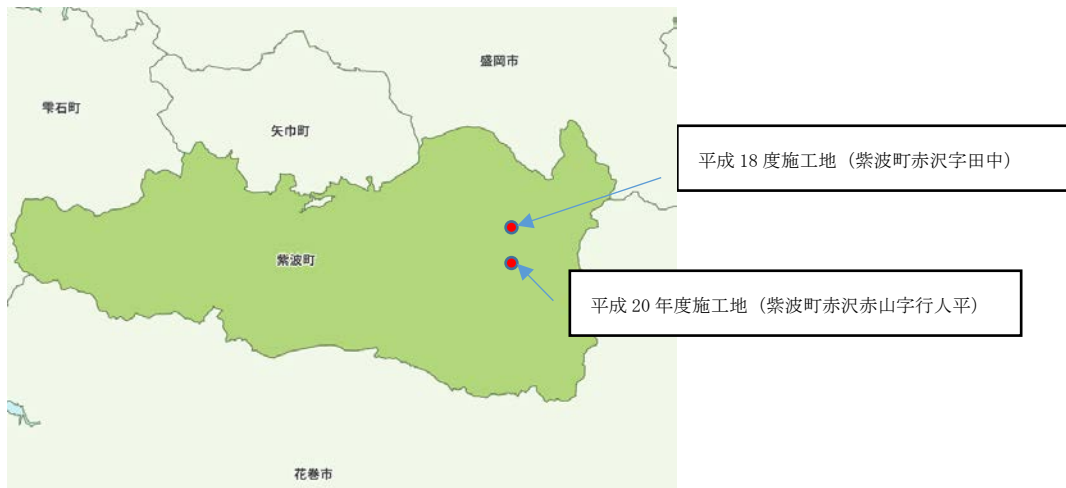 盛岡市
雫石町
矢巾町
平成 18 度施工地（紫波町赤沢字田中）
紫波町
平成 20 年度施工地（紫波町赤沢赤山字行人平）
花巻市